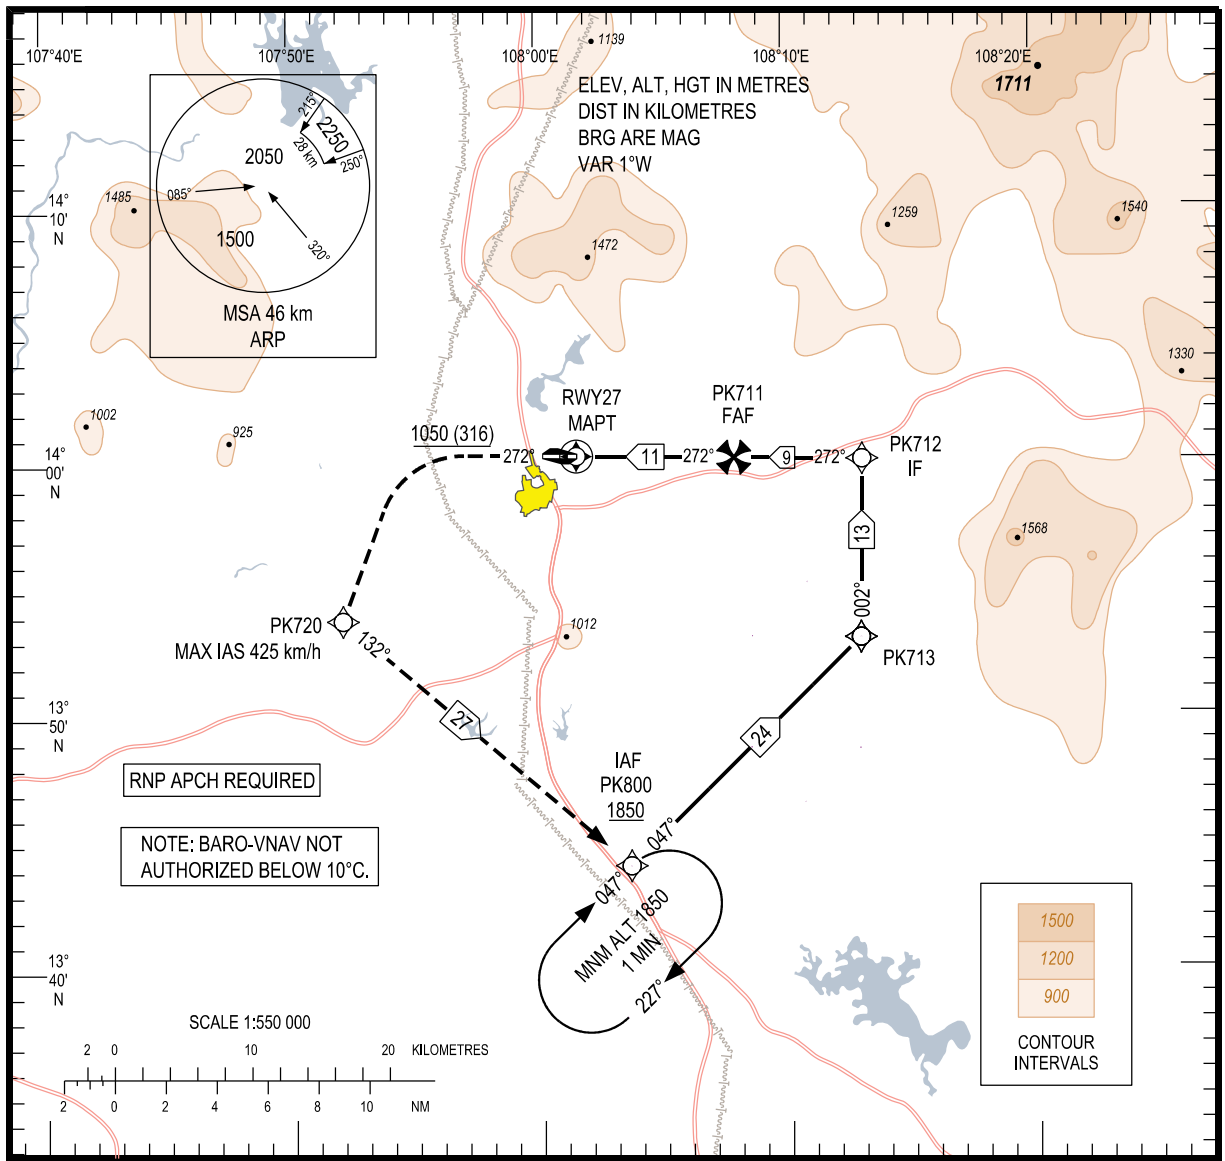 107°40'E
107°50'E
108°00'E
108°10'E
108°20'E
1139
1711
ELEV, ALT, HGT IN METRES
DIST IN KILOMETRES
BRG ARE MAG
VAR 1°W
215°
2250
28 km
250°
2050
085°
1500
320°
MSA 46 km
ARP
1485
14°
10'
N
1472
1259
1540
1330
1002
925
14°
00'
N
1050 (316)
272°
RWY27
MAPT
11
272°
PK711
FAF
9
272°
PK712
IF
13
002°
PK713
1568
1012
PK720
MAX IAS 425 km/h
132°
27
24
13°
50'
N
IAF
PK800
1850
047°
047°
MNM ALT 1850
1 MIN
227°
RNP APCH REQUIRED
NOTE: BARO-VNAV NOT
AUTHORIZED BELOW 10°C.
13°
40'
N
SCALE 1:550 000
2 0 10 20 KILOMETRES
2 0 2 4 6 8 10 NM
1500
1200
900
CONTOUR
INTERVALS